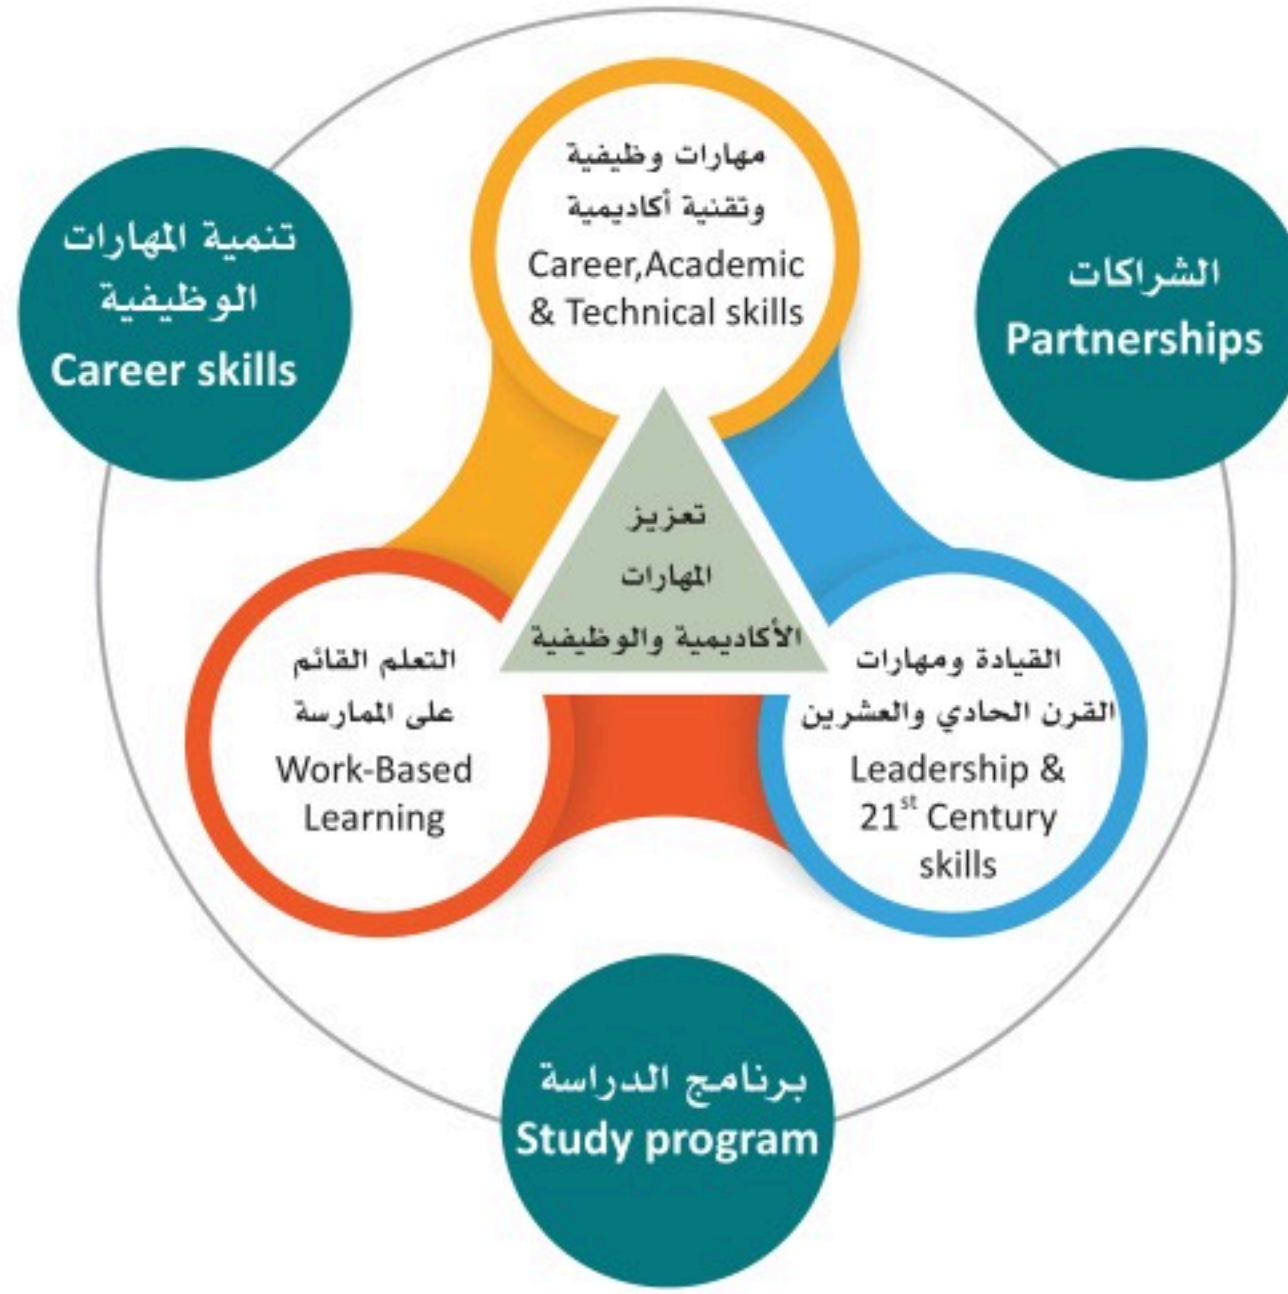 مهارات وظيفية
وتقنية أكاديمية
Career,Academic
& Technical skills
تنمية المهارات
الوظيفية
Career skills
الشراكات
Partnerships
تعزيز
المهارات
الأكاديمية والوظيفية
التعلم القائم
على الممارسة
Work-Based
Learning
القيادة ومهارات
القرن الحادي والعشرين
Leadership &
21st Century
skills
برنامج الدراسة
Study program